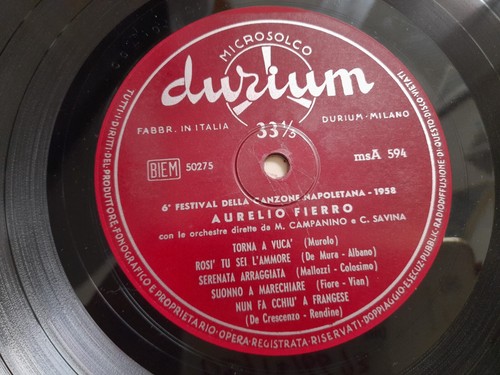 MICROSOLCO
durium
FABBR. IN ITALIA
33⅓
DURIUM - MILANO
BIEM 50275
msA 594
6° FESTIVAL DELLA CANZONE NAPOLETANA - 1958
AURELIO FIERRO
con le orchestre dirette da M. CAMPANINO e C. SAVINA
TORNA A VUCA' (Murolo)
ROSI' TU SEI L'AMMORE (De Mura - Albano)
SERENATA ARRAGGIATA (Mallozzi - Colosimo)
SUONNO A MARECHIARE (Fiore - Vian)
NUN FA CCHIU' A FRANGESE
(De Crescenzo - Rendine)
TUTTI I DIRITTI DEL PRODUTTORE FONOGRAFICO E PROPRIETARIO OPERA REGISTRATA RISERVATI - DOPPIAGGIO ESECUZ. PUBBLIC. RADIODIFFUSIONE DI QUESTO DISCO VIETATI